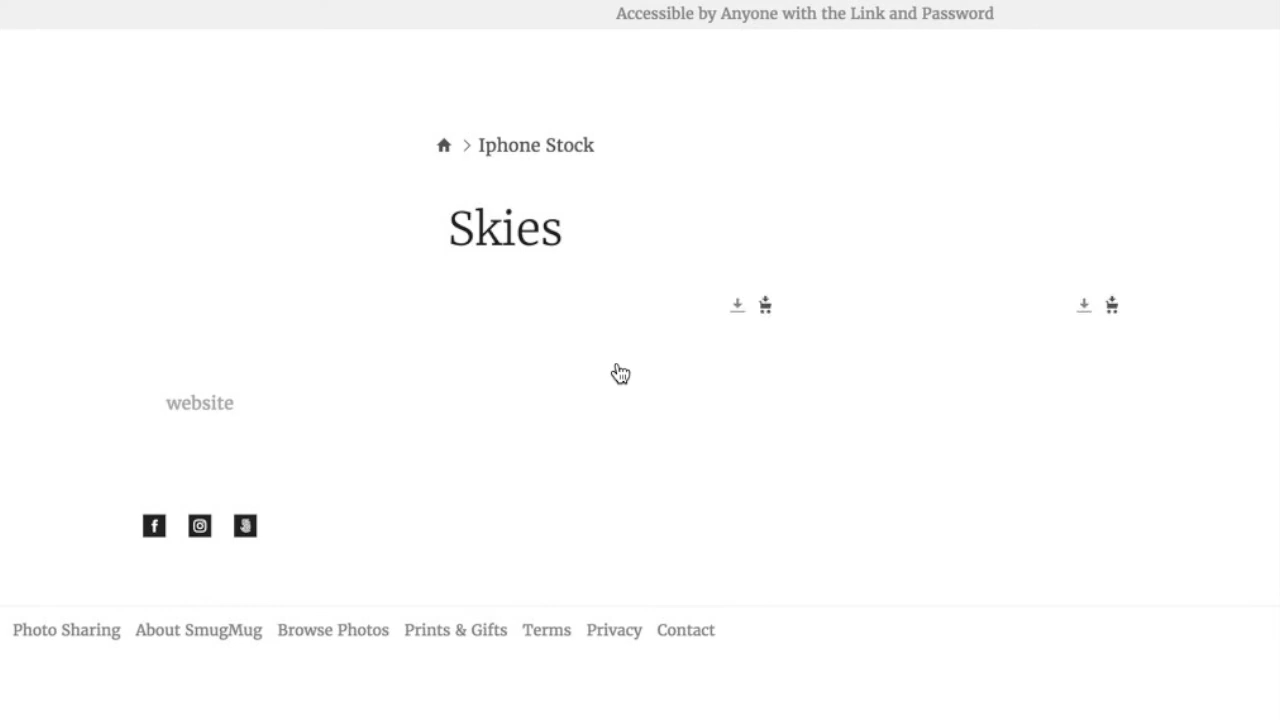 Accessible by Anyone with the Link and Password
Iphone Stock
Skies
website
Photo Sharing About SmugMug Browse Photos Prints & Gifts Terms Privacy Contact